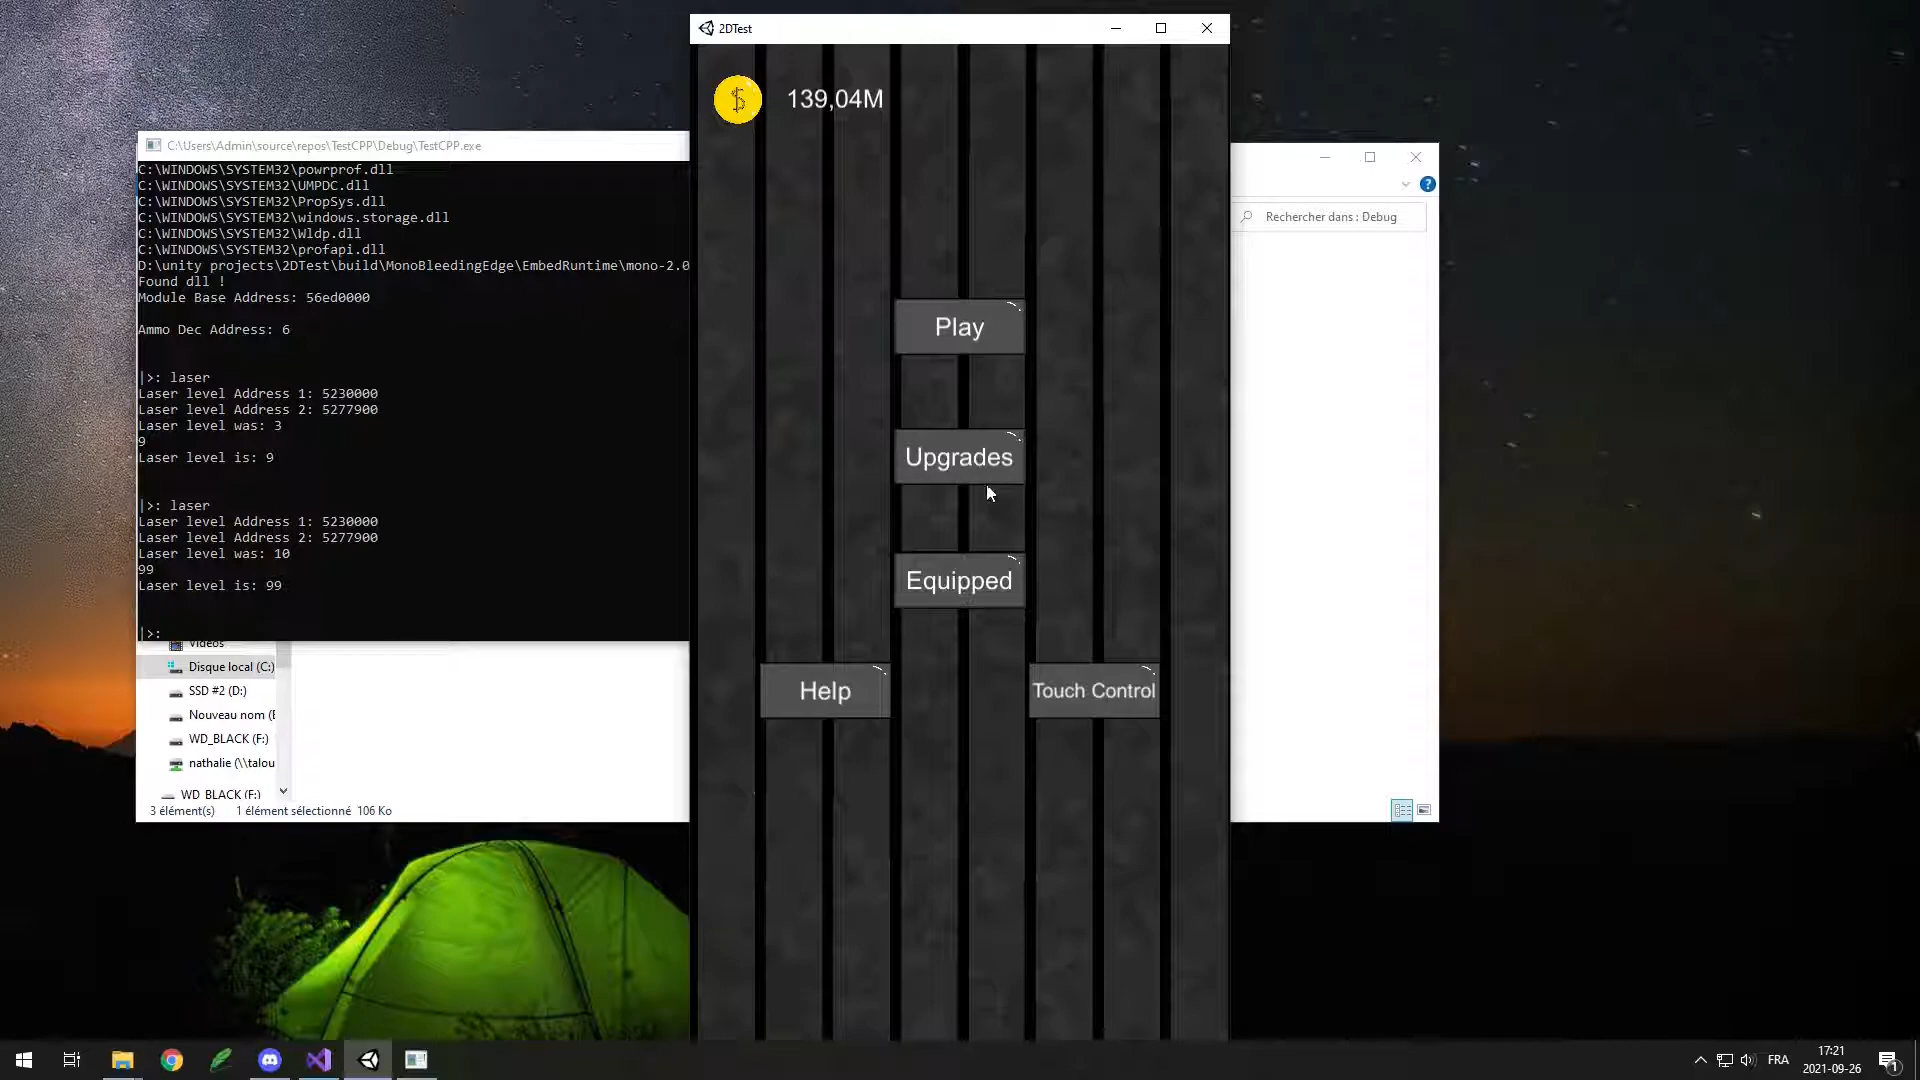 2DTest
139,04M
C:\Users\Admin\source\repos\TestCPP\Debug\TestCPP.exe
C:\WINDOWS\SYSTEM32\powrprof.dll
C:\WINDOWS\SYSTEM32\UMPDC.dll
C:\WINDOWS\SYSTEM32\PropSys.dll
C:\WINDOWS\SYSTEM32\windows.storage.dll
C:\WINDOWS\SYSTEM32\Wldp.dll
C:\WINDOWS\SYSTEM32\profapi.dll
D:\unity projects\2DTest\build\MonoBleedingEdge\EmbedRuntime\mono-2.0
Found dll !
Module Base Address: 56ed0000
Ammo Dec Address: 6
|>: laser
Laser level Address 1: 5230000
Laser level Address 2: 5277900
Laser level was: 3
9
Laser level is: 9
|>: laser
Laser level Address 1: 5230000
Laser level Address 2: 5277900
Laser level was: 10
99
Laser level is: 99
|>:
Play
Upgrades
Equipped
Help
Touch Control
Rechercher dans : Debug
Vidéos
Disque local (C:)
SSD #2 (D:)
Nouveau nom (E
WD_BLACK (F:)
nathalie (\\talou
WD_BLACK (F:)
3 élément(s)
1 élément sélectionné 106 Ko
FRA
17:21
2021-09-26
1